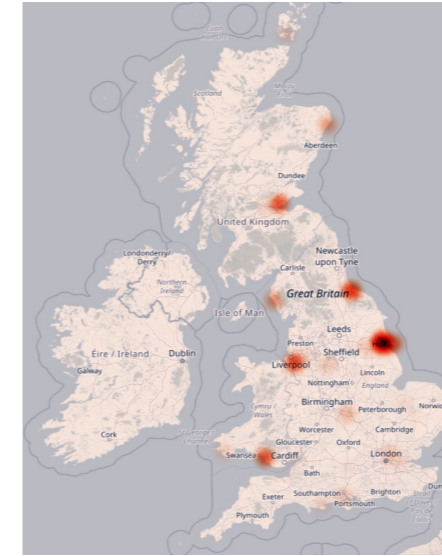 Scotland
Aberdeen
Dundee
United Kingdom
Londonderry/
Derry
Northern
Ireland
Newcastle
upon Tyne
Carlisle
Great Britain
Isle of Man
Leeds
Preston
Sheffield
Éire / Ireland
Dublin
Liverpool
Galway
Lincoln
Nottingham
England
Birmingham
Peterborough
Norwi
Cymru /
Wales
Worcester
Cambridge
Cork
Gloucester
Oxford
Swansea
Cardiff
London
Bath
Southampton
Brighton
Portsmouth
Exeter
Plymouth